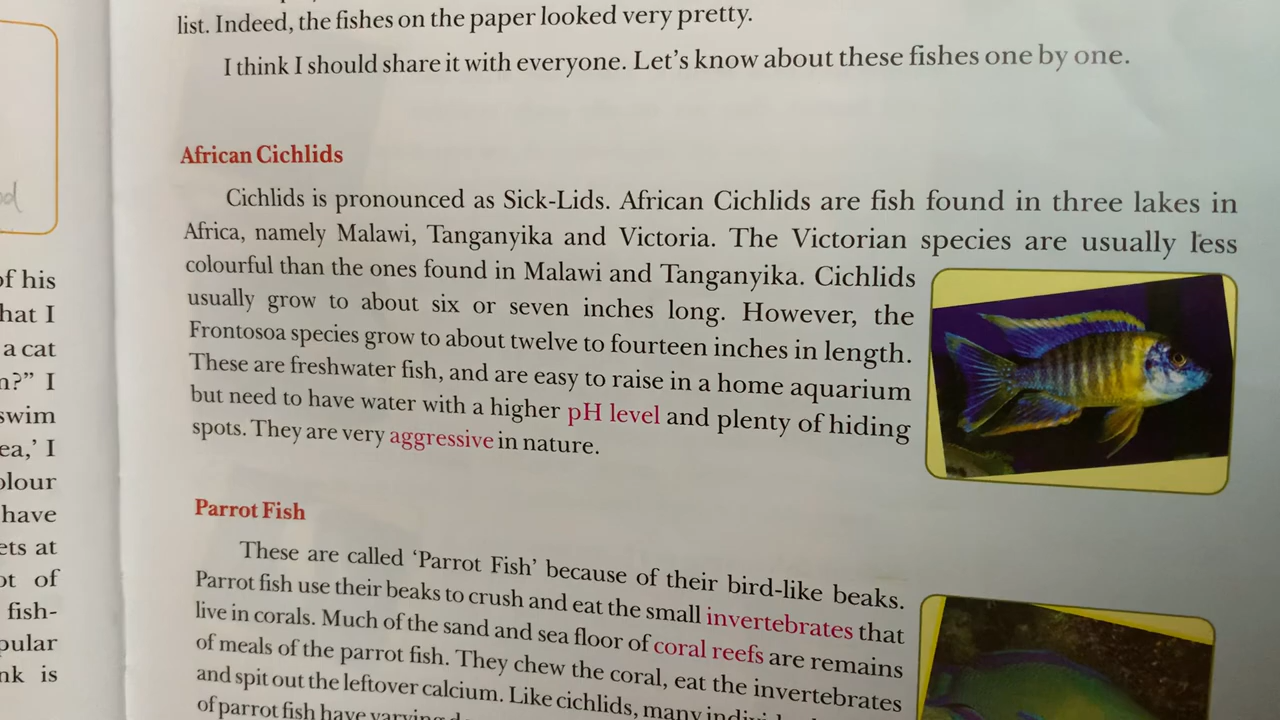 list. Indeed, the fishes on the paper looked very pretty.
I think I should share it with everyone. Let's know about these fishes one by one.
African Cichlids
Cichlids is pronounced as Sick-Lids. African Cichlids are fish found in three lakes in
Africa, namely Malawi, Tanganyika and Victoria. The Victorian species are usually less
colourful than the ones found in Malawi and Tanganyika. Cichlids
usually grow to about six or seven inches long. However, the
Frontosoa species grow to about twelve to fourteen inches in length.
These are freshwater fish, and are easy to raise in a home aquarium
but need to have water with a higher pH level and plenty of hiding
spots. They are very aggressive in nature.
Parrot Fish
These are called 'Parrot Fish' because of their bird-like beaks.
Parrot fish use their beaks to crush and eat the small invertebrates that
live in corals. Much of the sand and sea floor of coral reefs are remains
of meals of the parrot fish. They chew the coral, eat the invertebrates
and spit out the leftover calcium. Like cichlids, many
of parrot fish have
of his
hat I
a cat
n?" I
swim
ea,' I
olour
have
ets at
ot of
fish-
pular
nk is